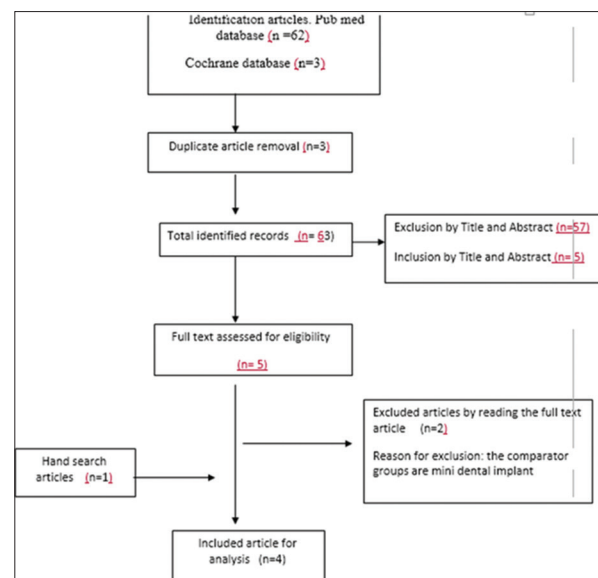 Identification articles. Pub med
database (n =62)
Cochrane database (n=3)
Duplicate article removal (n=3)
Total identified records (n= 63)
Exclusion by Title and Abstract (n=57)
Inclusion by Title and Abstract (n= 5)
Full text assessed for eligibility
(n= 5)
Excluded articles by reading the full text
article (n=2)
Reason for exclusion: the comparator
groups are mini dental implant
Hand search
articles (n=1)
Included article for
analysis (n=4)